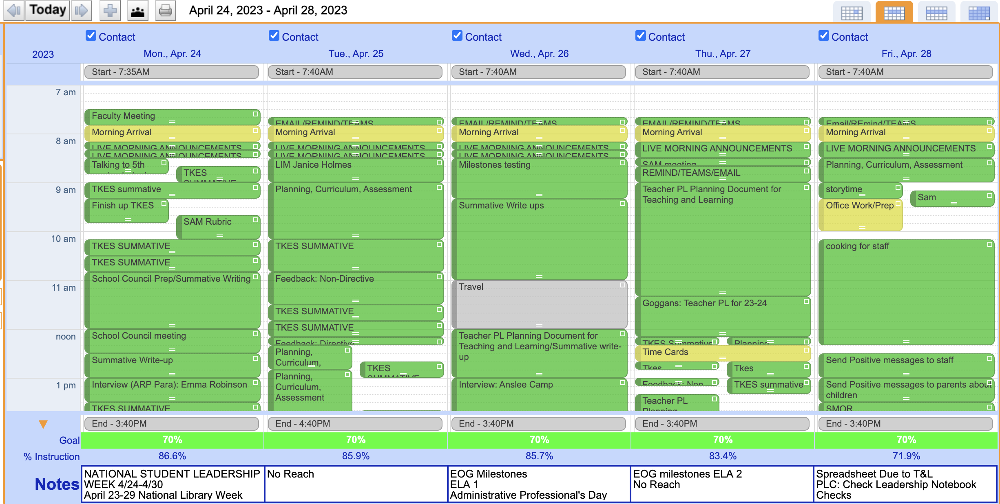 Today
April 24, 2023 - April 28, 2023
Contact
Contact
Contact
Contact
Contact
2023
Mon., Apr. 24
Tue., Apr. 25
Wed., Apr. 26
Thu., Apr. 27
Fri., Apr. 28
Start - 7:35AM
Start - 7:40AM
Start - 7:40AM
Start - 7:40AM
Start - 7:40AM
7 am
8 am
9 am
10 am
11 am
noon
1 pm
Faculty Meeting
Morning Arrival
LIVE MORNING ANNOUNCEMENTS
LIVE MORNING ANNOUNCEMENTS
Talking to 5th
TKES
SUMMATIVE
TKES summative
Finish up TKES
SAM Rubric
TKES SUMMATIVE
TKES SUMMATIVE
School Council Prep/Summative Writing
School Council meeting
Summative Write-up
Interview (ARP Para): Emma Robinson
TKES SUMMATIVE
EMAIL/REMIND/TEAMS
Morning Arrival
LIVE MORNING ANNOUNCEMENTS
LIVE MORNING ANNOUNCEMENTS
LIM Janice Holmes
Planning, Curriculum, Assessment
TKES SUMMATIVE
Feedback: Non-Directive
TKES SUMMATIVE
TKES SUMMATIVE
Feedback: Directive
Planning,
Curriculum,
TKES
SUMMATIVE
Planning,
Curriculum,
Assessment
EMAIL/REMIND/TEAMS
Morning Arrival
LIVE MORNING ANNOUNCEMENTS
LIVE MORNING ANNOUNCEMENTS
Milestones testing
Summative Write ups
Travel
Teacher PL Planning Document for
Teaching and Learning/Summative write-
up
Interview: Anslee Camp
EMAIL/REMIND/TEAMS
Morning Arrival
LIVE MORNING ANNOUNCEMENTS
SAM meeting
REMIND/TEAMS/EMAIL
Teacher PL Planning Document for
Teaching and Learning
Goggans: Teacher PL for 23-24
TKES Summative
Planning
Time Cards
Tkes
Tkes
Feedback: Non-
TKES summative
Teacher PL
Planning
Email/REmind/TEAMS
Morning Arrival
LIVE MORNING ANNOUNCEMENTS
Planning, Curriculum, Assessment
storytime
Sam
Office Work/Prep
cooking for staff
Send Positive messages to staff
Send Positive messages to parents about
children
SMOR
End - 3:40PM
End - 4:40PM
End - 3:40PM
End - 3:40PM
End - 3:40PM
Goal
70%
70%
70%
70%
70%
% Instruction
86.6%
85.9%
85.7%
83.4%
71.9%
Notes
NATIONAL STUDENT LEADERSHIP
WEEK 4/24-4/30
April 23-29 National Library Week
No Reach
EOG Milestones
ELA 1
Administrative Professional's Day
EOG milestones ELA 2
No Reach
Spreadsheet Due to T&L
PLC: Check Leadership Notebook
Checks